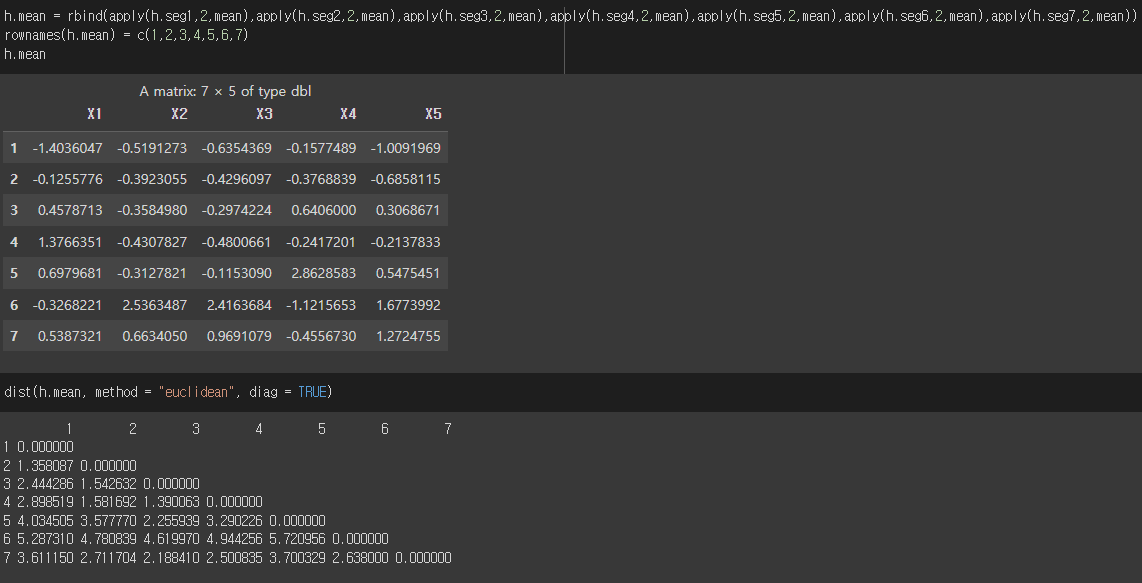 h.mean = rbind(apply(h.seg1,2,mean),apply(h.seg2,2,mean),apply(h.seg3,2,mean),apply(h.seg4,2,mean),apply(h.seg5,2,mean),apply(h.seg6,2,mean),apply(h.seg7,2,mean))
rownames(h.mean) = c(1,2,3,4,5,6,7)
h.mean
A matrix: 7 × 5 of type dbl
X1 X2 X3 X4 X5
1 -1.4036047 -0.5191273 -0.6354369 -0.1577489 -1.0091969
2 -0.1255776 -0.3923055 -0.4296097 -0.3768839 -0.6858115
3 0.4578713 -0.3584980 -0.2974224 0.6406000 0.3068671
4 1.3766351 -0.4307827 -0.4800661 -0.2417201 -0.2137833
5 0.6979681 -0.3127821 -0.1153090 2.8628583 0.5475451
6 -0.3268221 2.5363487 2.4163684 -1.1215653 1.6773992
7 0.5387321 0.6634050 0.9691079 -0.4556730 1.2724755
dist(h.mean, method = "euclidean", diag = TRUE)
1 2 3 4 5 6 7
1 0.000000
2 1.358087 0.000000
3 2.444286 1.542632 0.000000
4 2.898519 1.581692 1.390063 0.000000
5 4.034505 3.577770 2.255939 3.290226 0.000000
6 5.287310 4.780839 4.619970 4.944256 5.720956 0.000000
7 3.611150 2.711704 2.188410 2.500835 3.700329 2.638000 0.000000